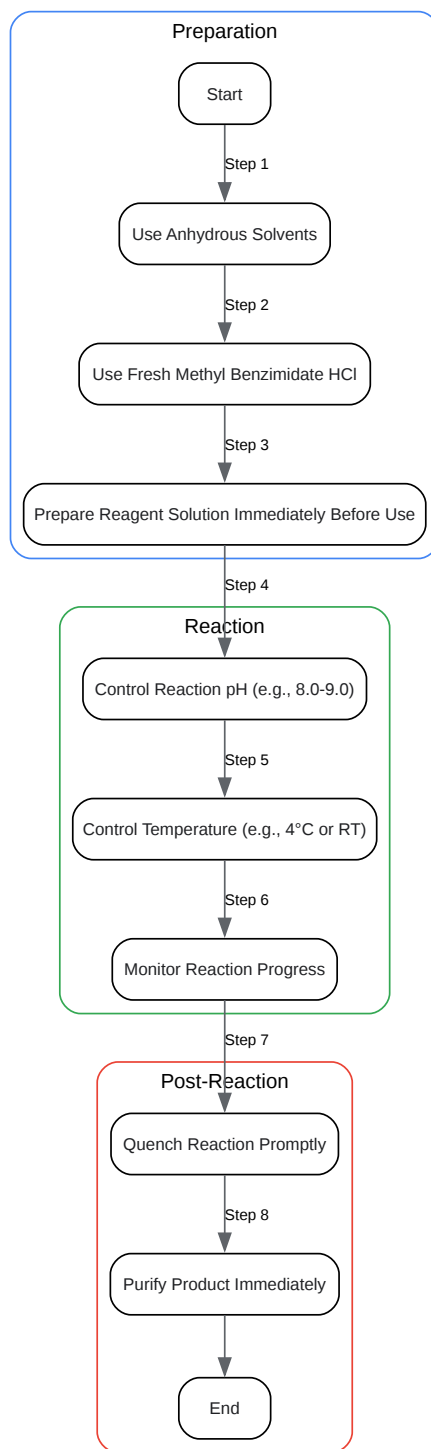 Preparation
Start
Step 1
Use Anhydrous Solvents
Step 2
Use Fresh Methyl Benzimidate HCl
Step 3
Prepare Reagent Solution Immediately Before Use
Step 4
Reaction
Control Reaction pH (e.g., 8.0-9.0)
Step 5
Control Temperature (e.g., 4°C or RT)
Step 6
Monitor Reaction Progress
Step 7
Post-Reaction
Quench Reaction Promptly
Step 8
Purify Product Immediately
End